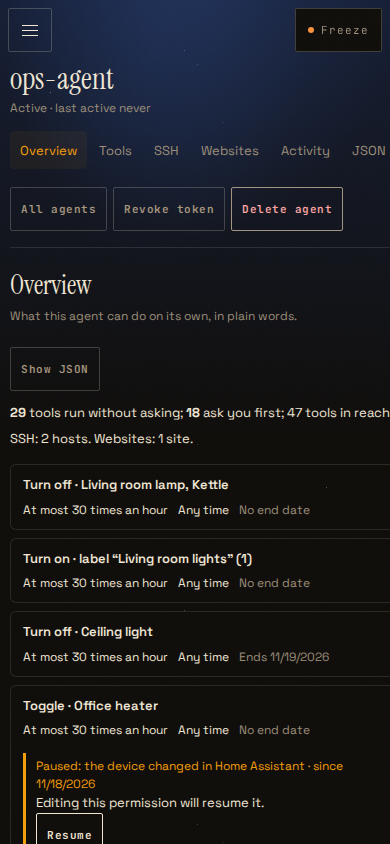 Freeze
ops-agent
Active · last active never
Overview Tools SSH Websites Activity JSON
All agents Revoke token Delete agent
Overview
What this agent can do on its own, in plain words.
Show JSON
29 tools run without asking; 18 ask you first; 47 tools in reach
SSH: 2 hosts. Websites: 1 site.
Turn off · Living room lamp, Kettle
At most 30 times an hour Any time No end date
Turn on · label “Living room lights” (1)
At most 30 times an hour Any time No end date
Turn off · Ceiling light
At most 30 times an hour Any time Ends 11/19/2026
Toggle · Office heater
At most 30 times an hour Any time No end date
Paused: the device changed in Home Assistant · since
11/18/2026
Editing this permission will resume it.
Resume